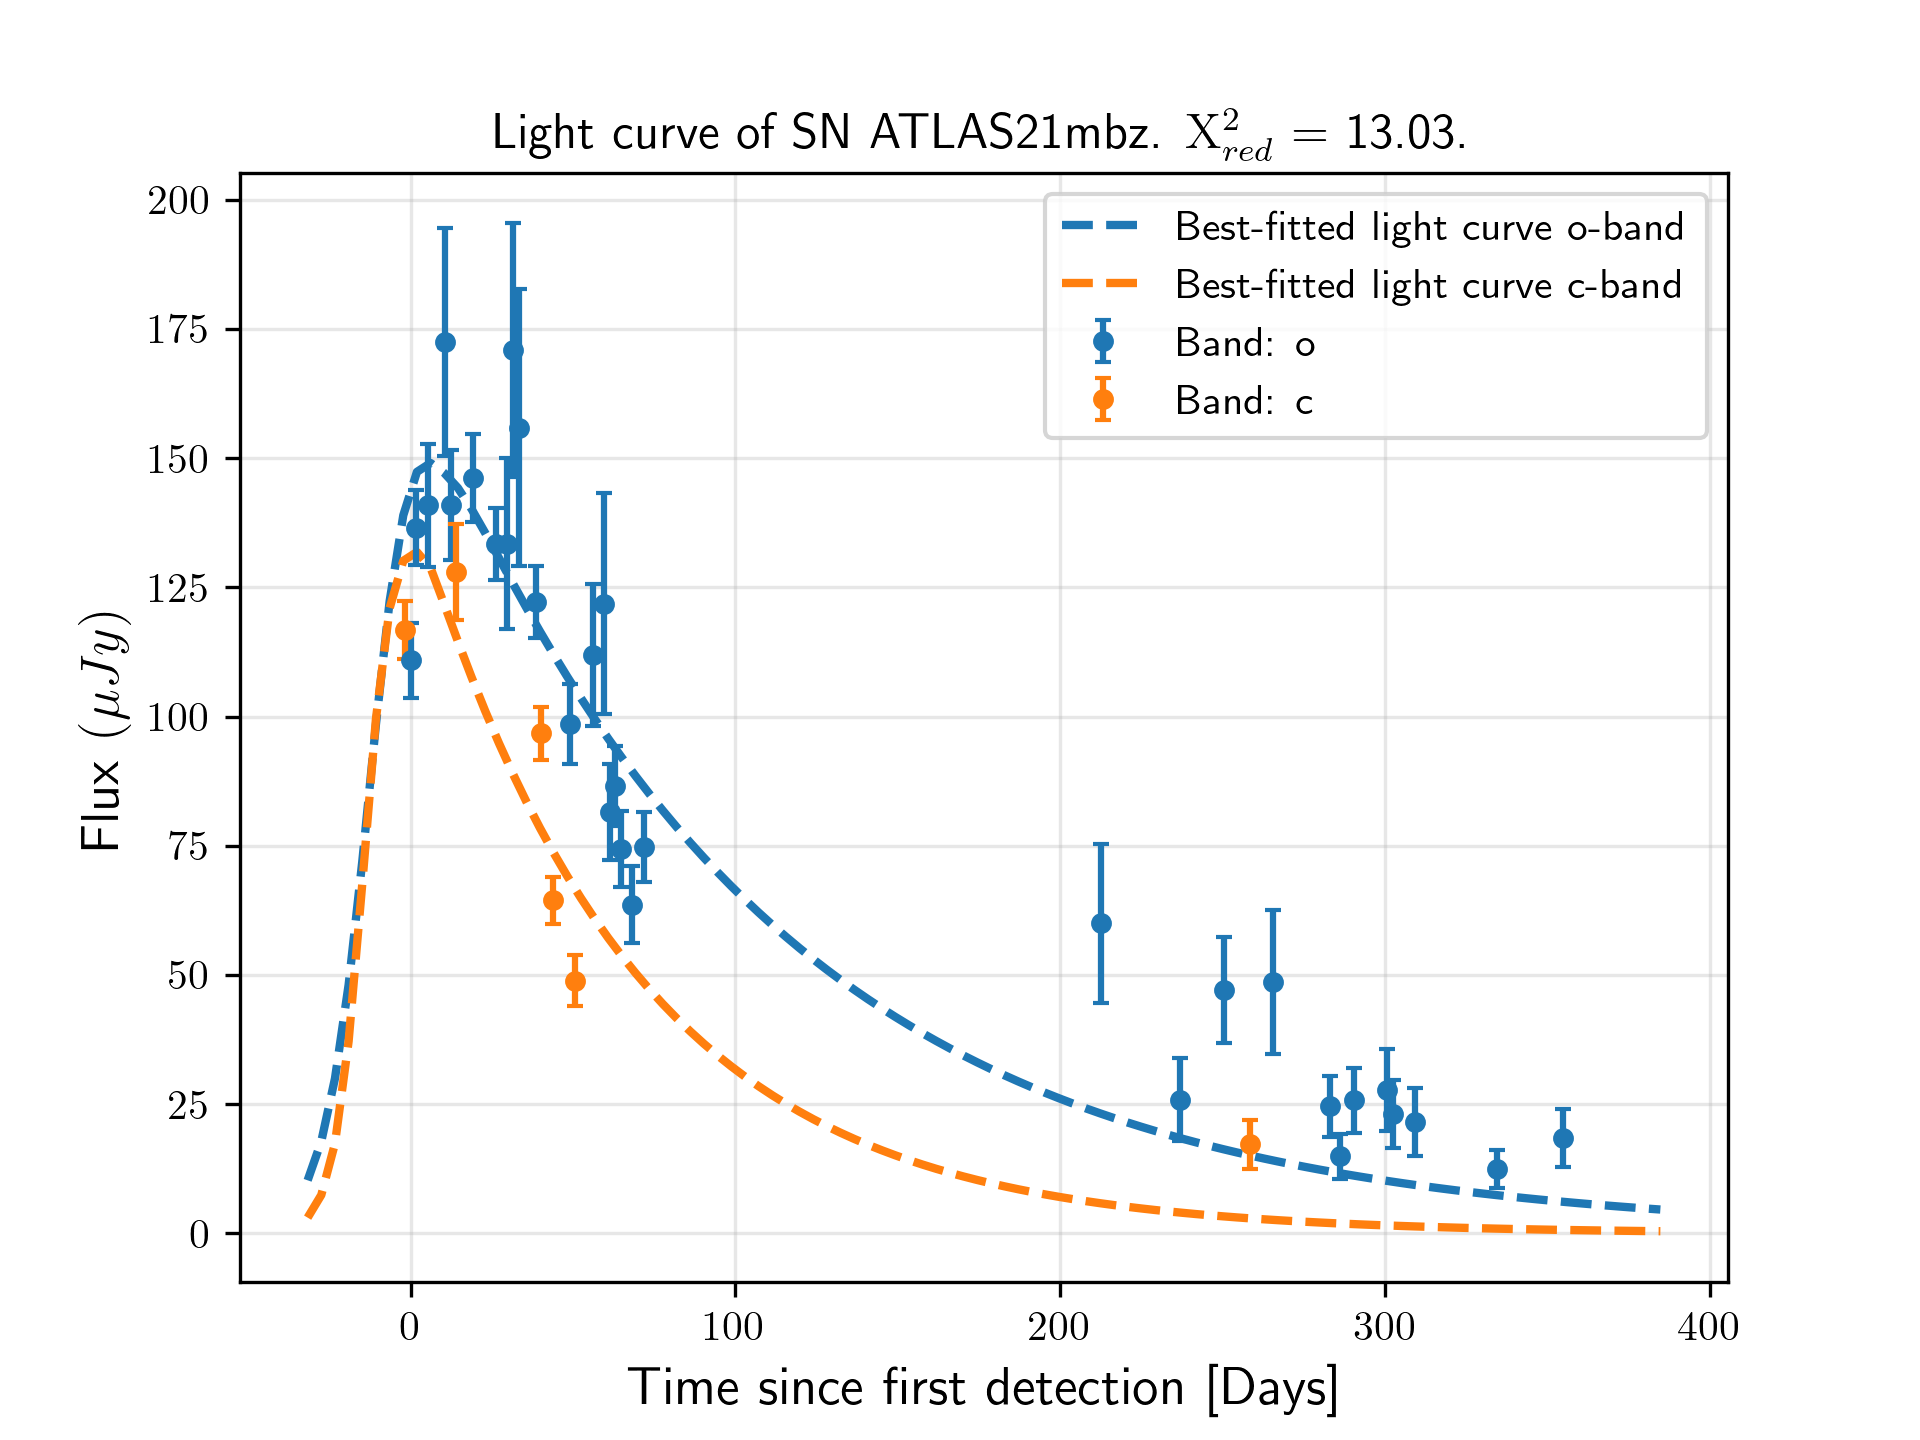 Light curve of SN ATLAS21mbz. Χ²_red = 13.03.
200
175
150
125
100
75
50
25
0
Flux (μJy)
Best-fitted light curve o-band
Best-fitted light curve c-band
Band: o
Band: c
0 100 200 300 400
Time since first detection [Days]